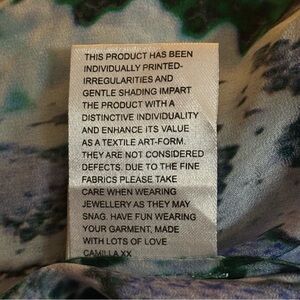 THIS PRODUCT HAS BEEN
INDIVIDUALLY PRINTED-
IRREGULARITIES AND
GENTLE SHADING IMPART
THE PRODUCT WITH A
DISTINCTIVE INDIVIDUALITY
AND ENHANCE ITS VALUE
AS A TEXTILE ART-FORM.
THEY ARE NOT CONSIDERED
DEFECTS. DUE TO THE FINE
FABRICS PLEASE TAKE
CARE WHEN WEARING
JEWELLERY AS THEY MAY
SNAG. HAVE FUN WEARING
YOUR GARMENT, MADE
WITH LOTS OF LOVE
CAMILLA XX